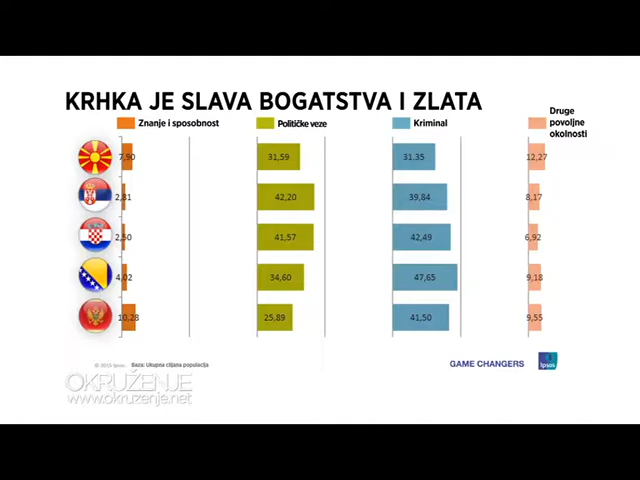 KRHKA JE SLAVA BOGATSTVA I ZLATA
Znanje i sposobnost
Političke veze
Kriminal
Druge
povoljne
okolnosti
7,90 31,59 31,35 12,27
2,81 42,20 39,84 8,17
2,50 41,57 42,49 6,92
4,02 34,60 47,65 9,18
10,28 25,89 41,50 9,55
© 2015 Ipsos. Baza: Ukupna ciljana populacija
GAME CHANGERS Ipsos
OKRUŽENJE
www.okruzenje.net